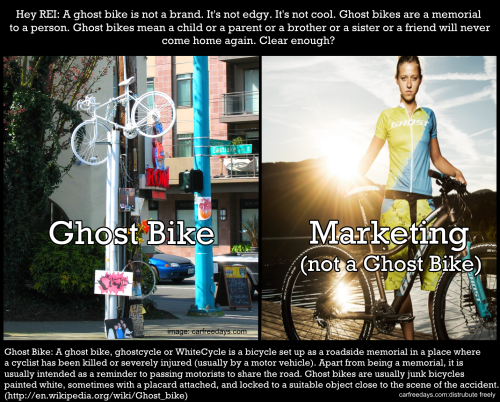 Hey REI: A ghost bike is not a brand. It's not edgy. It's not cool. Ghost bikes are a memorial
to a person. Ghost bikes mean a child or a parent or a brother or a sister or a friend will never
come home again. Clear enough?
GHOST
Ghost Bike
Marketing
(not a Ghost Bike)
image: carfreedays.com
Ghost Bike: A ghost bike, ghostcycle or WhiteCycle is a bicycle set up as a roadside memorial in a place where
a cyclist has been killed or severely injured (usually by a motor vehicle). Apart from being a memorial, it is
usually intended as a reminder to passing motorists to share the road. Ghost bikes are usually junk bicycles
painted white, sometimes with a placard attached, and locked to a suitable object close to the scene of the accident.
(http://en.wikipedia.org/wiki/Ghost_bike)
carfreedays.com:distrubute freely